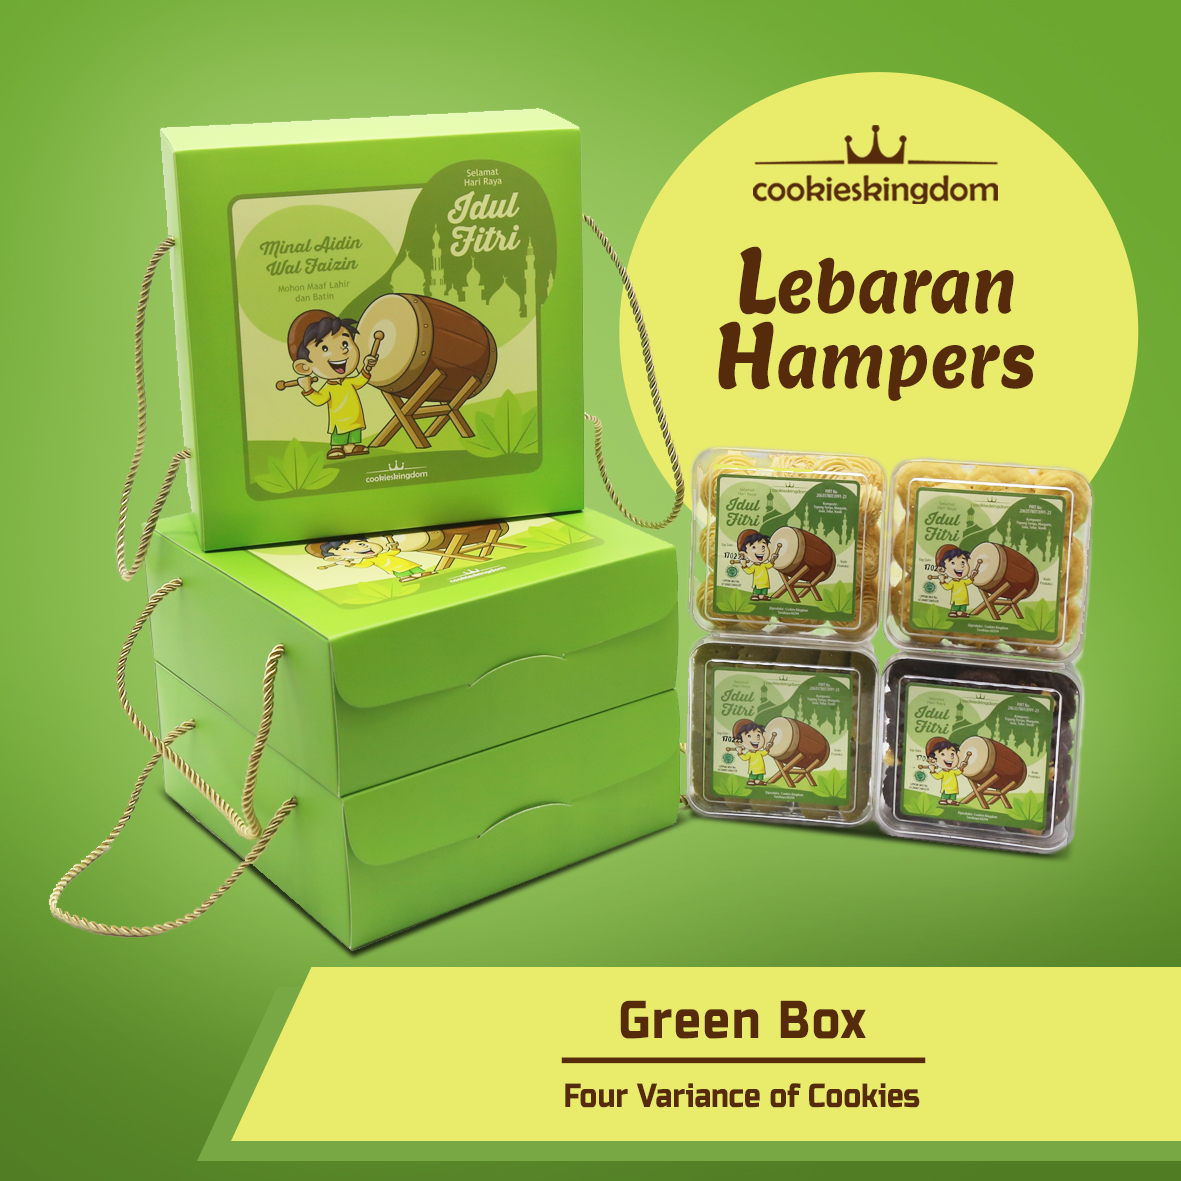 cookieskingdom
Lebaran
Hampers
Selamat
Hari Raya
Idul
Fitri
Minal Aidin
Wal Faizin
Mohon Maaf Lahir
dan Batin
cookieskingdom
cookieskingdom
Idul
Fitri
Idul
Fitri
Idul
Fitri
Idul
Fitri
Green Box
Four Variance of Cookies